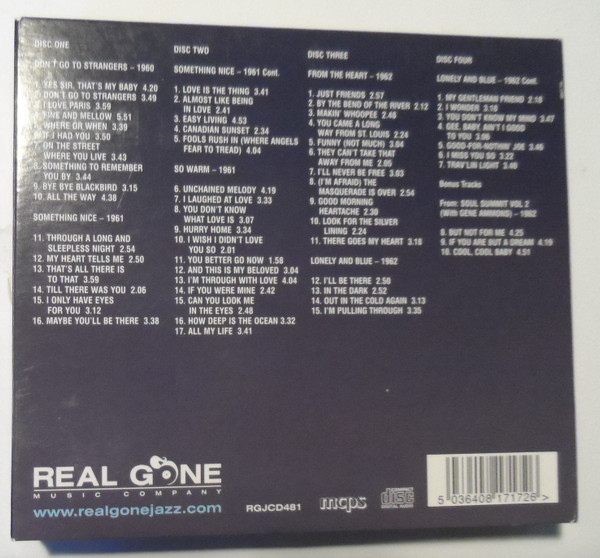 DISC ONE
DON'T GO TO STRANGERS – 1960
1. YES SIR, THAT'S MY BABY 4.20
2. DON'T GO TO STRANGERS 3.49
3. I LOVE PARIS 3.59
4. FINE AND MELLOW 5.51
5. WHERE OR WHEN 3.39
6. IF I HAD YOU 3.50
7. ON THE STREET
WHERE YOU LIVE 3.43
8. SOMETHING TO REMEMBER
YOU BY 3.44
9. BYE BYE BLACKBIRD 3.15
10. ALL THE WAY 4.38
SOMETHING NICE – 1961
11. THROUGH A LONG AND
SLEEPLESS NIGHT 2.54
12. MY HEART TELLS ME 2.50
13. THAT'S ALL THERE IS
TO THAT 3.59
14. TILL THERE WAS YOU 2.06
15. I ONLY HAVE EYES
FOR YOU 3.12
16. MAYBE YOU'LL BE THERE 3.38
DISC TWO
SOMETHING NICE – 1961 Cont.
1. LOVE IS THE THING 3.41
2. ALMOST LIKE BEING
IN LOVE 2.41
3. EASY LIVING 4.53
4. CANADIAN SUNSET 2.34
5. FOOLS RUSH IN (WHERE ANGELS
FEAR TO TREAD) 4.04
SO WARM – 1961
6. UNCHAINED MELODY 4.19
7. I LAUGHED AT LOVE 3.33
8. YOU DON'T KNOW
WHAT LOVE IS 3.07
9. HURRY HOME 3.34
10. I WISH I DIDN'T LOVE
YOU SO 2.01
11. YOU BETTER GO NOW 1.58
12. AND THIS IS MY BELOVED 3.04
13. I'M THROUGH WITH LOVE 4.04
14. IF YOU WERE MINE 2.42
15. CAN YOU LOOK ME
IN THE EYES 2.48
16. HOW DEEP IS THE OCEAN 3.32
17. ALL MY LIFE 3.41
DISC THREE
FROM THE HEART – 1962
1. JUST FRIENDS 2.57
2. BY THE BEND OF THE RIVER 2.12
3. MAKIN' WHOOPEE 2.48
4. YOU CAME A LONG
WAY FROM ST. LOUIS 2.24
5. FUNNY (NOT MUCH) 3.04
6. THEY CAN'T TAKE THAT
AWAY FROM ME 2.05
7. I'LL NEVER BE FREE 3.03
8. (I'M AFRAID) THE
MASQUERADE IS OVER 2.54
9. GOOD MORNING
HEARTACHE 2.30
10. LOOK FOR THE SILVER
LINING 2.24
11. THERE GOES MY HEART 3.18
LONELY AND BLUE – 1962
12. I'LL BE THERE 2.50
13. IN THE DARK 2.52
14. OUT IN THE COLD AGAIN 3.13
15. I'M PULLING THROUGH 3.35
DISC FOUR
LONELY AND BLUE – 1962 Cont.
1. MY GENTLEMAN FRIEND 2.18
2. I WONDER 3.18
3. YOU DON'T KNOW MY MIND 3.47
4. GEE, BABY, AIN'T I GOOD
TO YOU 3.06
5. GOOD-FOR-NOTHIN' JOE 3.46
6. I MISS YOU SO 3.22
7. TRAV'LIN LIGHT 3.48
Bonus Tracks
From: SOUL SUMMIT VOL 2
(With GENE AMMONS) – 1962
8. BUT NOT FOR ME 4.25
9. IF YOU ARE BUT A DREAM 4.19
10. COOL, COOL BABY 4.51
REAL GONE
MUSIC COMPANY
www.realgonejazz.com
RGJCD481
mcps
COMPACT
disc
DIGITAL AUDIO
5 036408 171726 >